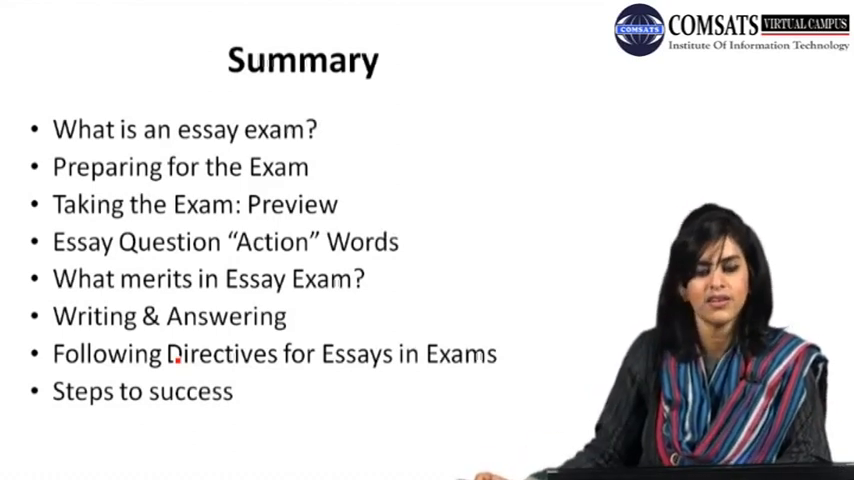 COMSATS VIRTUAL CAMPUS
Institute Of Information Technology
COMSATS
Summary
• What is an essay exam?
• Preparing for the Exam
• Taking the Exam: Preview
• Essay Question “Action” Words
• What merits in Essay Exam?
• Writing & Answering
• Following Directives for Essays in Exams
• Steps to success